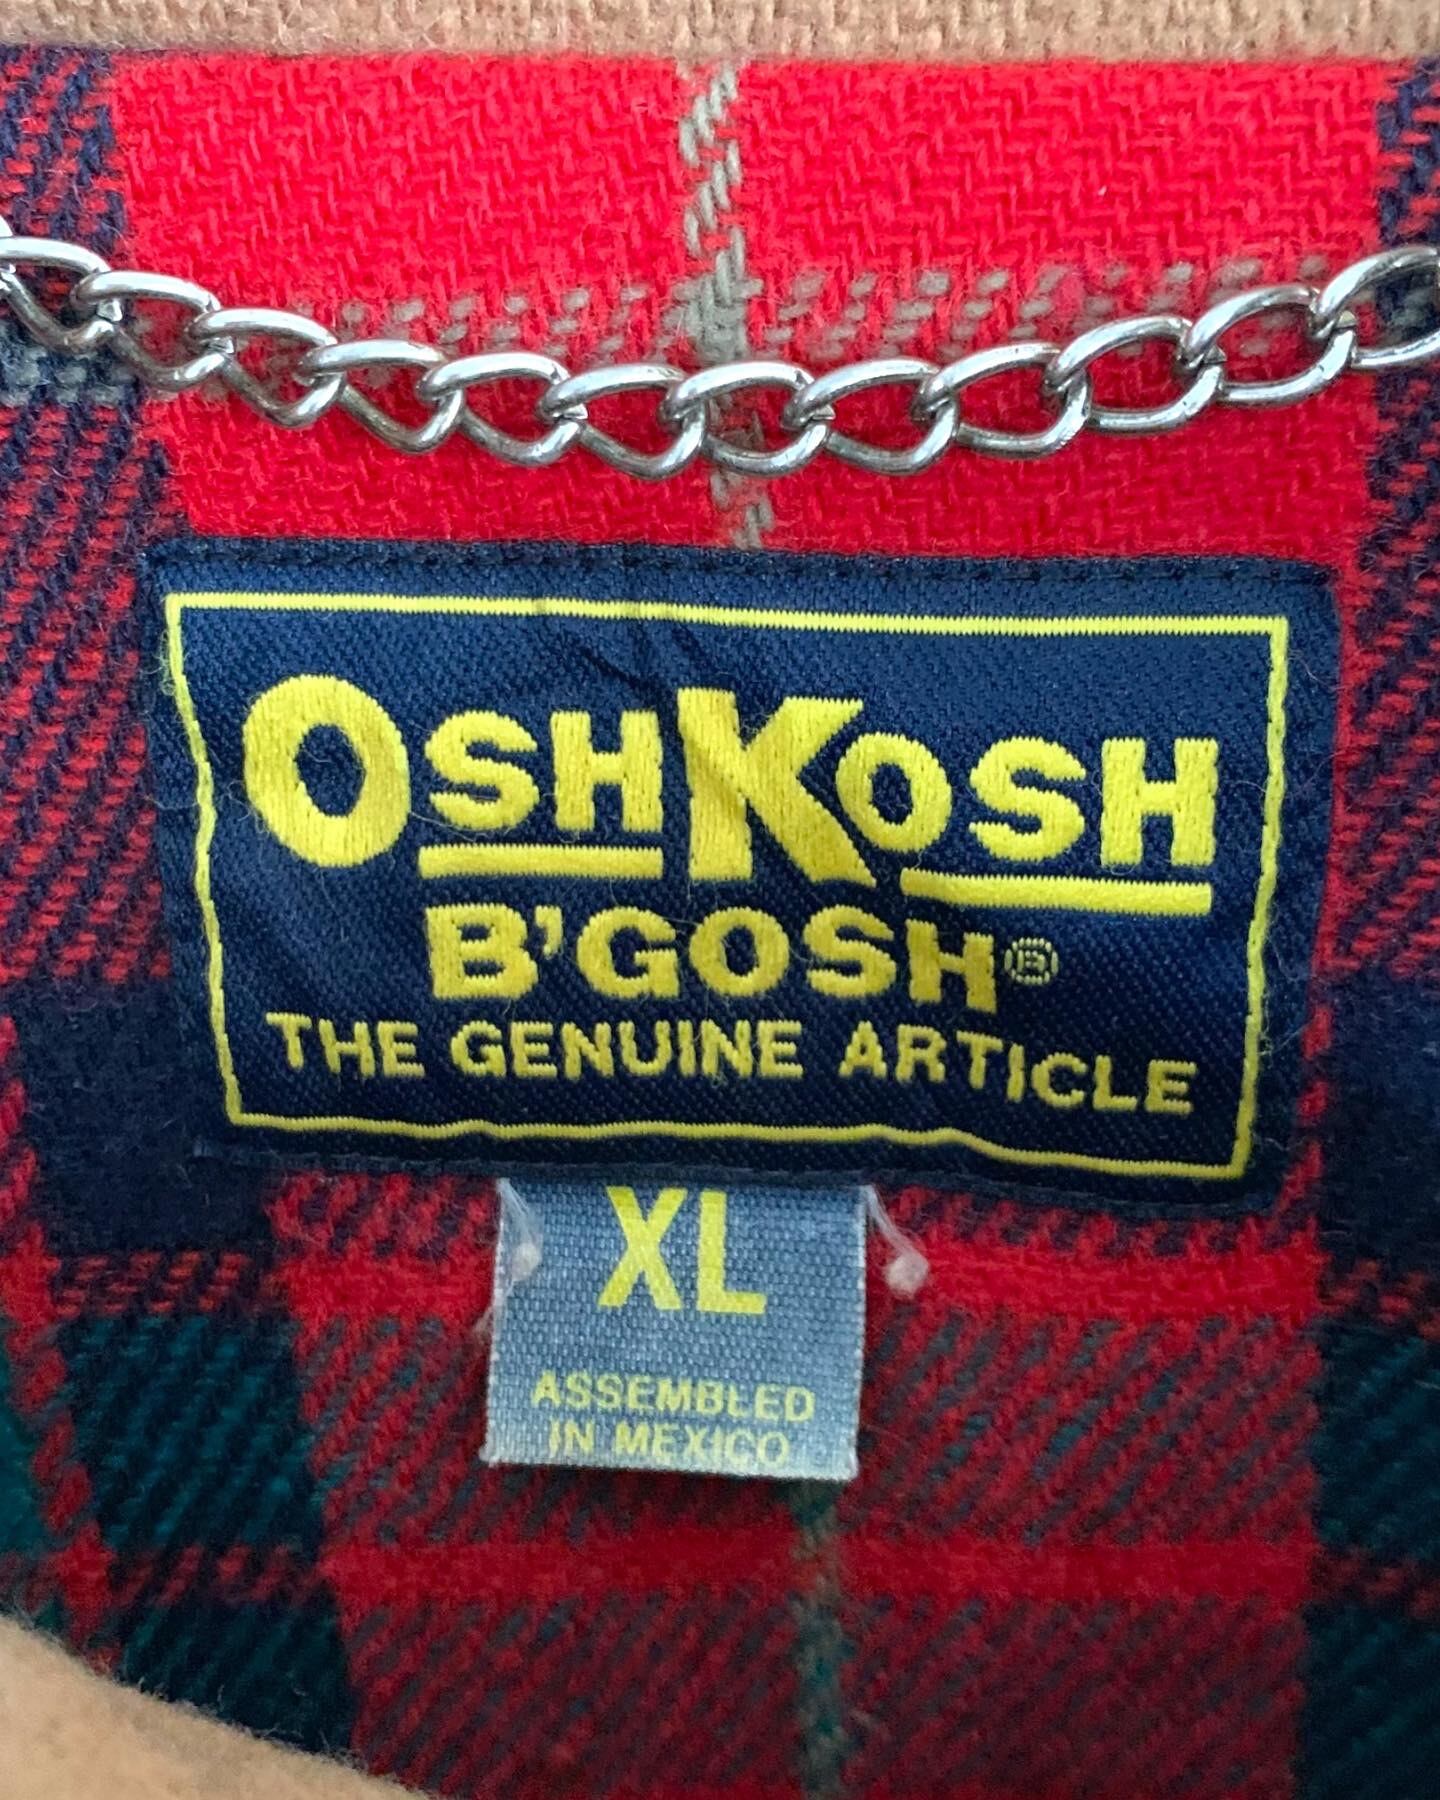 OSHKOSH
B'GOSH®
THE GENUINE ARTICLE
XL
ASSEMBLED
IN MEXICO